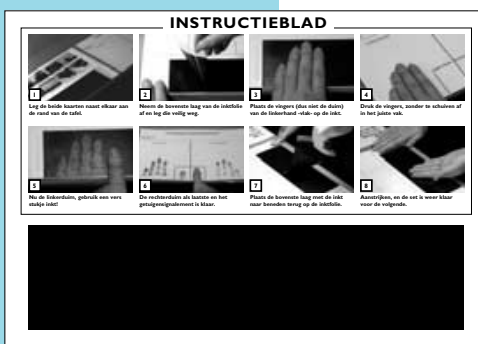 INSTRUCTIEBLAD
1
Leg de beide kaarten naast elkaar aan
de rand van de tafel.
2
Neem de bovenste laag van de inktfolie
af en leg die veilig weg.
3
Plaats de vingers (dus niet de duim)
van de linkerhand -vlak- op de inkt.
4
Druk de vingers, zonder te schuiven af
in het juiste vak.
5
Nu de linkerduim, gebruik een vers
stukje inkt!
6
De rechterduim als laatste en het
getuigensignalement is klaar.
7
Plaats de bovenste laag met de inkt
naar beneden terug op de inktfolie.
8
Aanstrijken, en de set is weer klaar
voor de volgende.